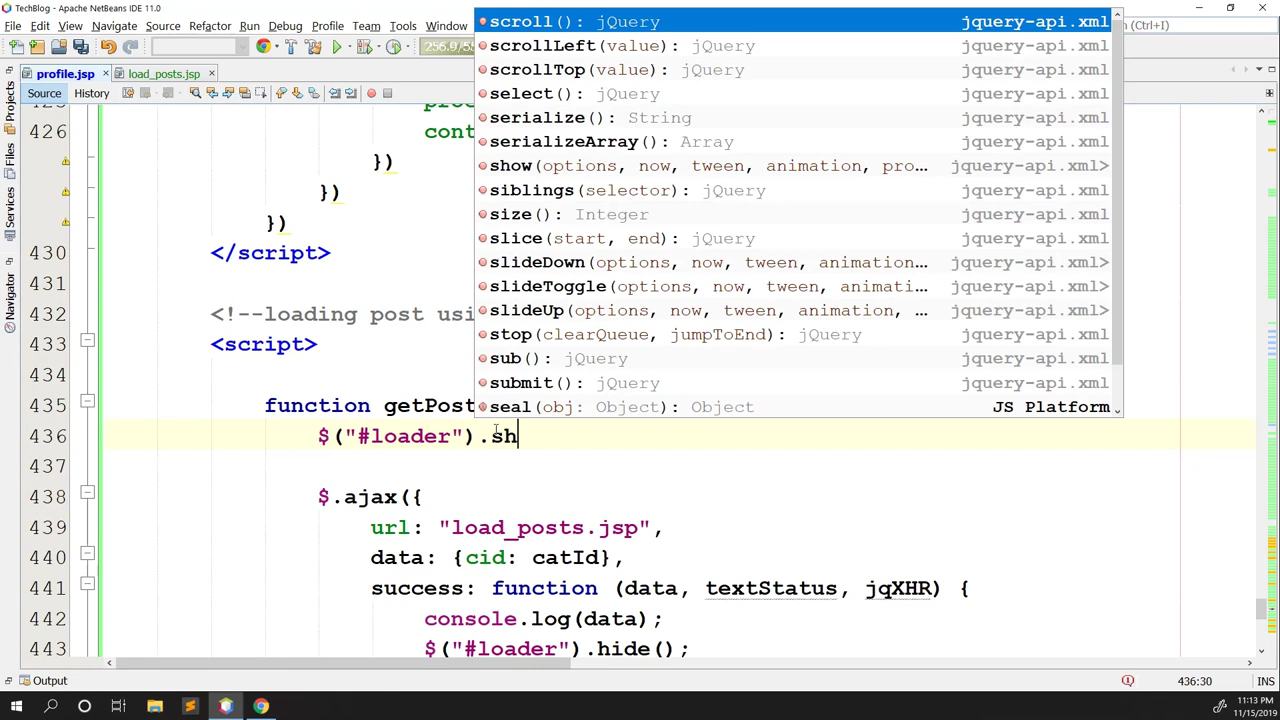 TechBlog - Apache NetBeans IDE 11.0
File Edit View Navigate Source Refactor Run Debug Profile Team Tools Window
profile.jsp load_posts.jsp
Source History
Projects
Files
Services
Navigator
scroll(): jQuery jquery-api.xml
scrollLeft(value): jQuery jquery-api.xml
scrollTop(value): jQuery jquery-api.xml
select(): jQuery jquery-api.xml
serialize(): String jquery-api.xml
serializeArray(): Array jquery-api.xml
show(options, now, tween, animation, pro... jquery-api.xml>
siblings(selector): jQuery jquery-api.xml
size(): Integer jquery-api.xml
slice(start, end): jQuery jquery-api.xml
slideDown(options, now, tween, animation... jquery-api.xml>
slideToggle(options, now, tween, animati... jquery-api.xml>
slideUp(options, now, tween, animation, ... jquery-api.xml>
stop(clearQueue, jumpToEnd): jQuery jquery-api.xml
sub(): jQuery jquery-api.xml
submit(): jQuery jquery-api.xml
seal(obj: Object): Object JS Platform
426 cont
})
})
})
430 </script>
431
432 <!--loading post usi
433 <script>
434
435 function getPost
436 $("#loader").sh
437
438 $.ajax({
439 url: "load_posts.jsp",
440 data: {cid: catId},
441 success: function (data, textStatus, jqXHR) {
442 console.log(data);
443 $("#loader").hide();
Output 436:30 INS
11:13 PM
11/15/2019